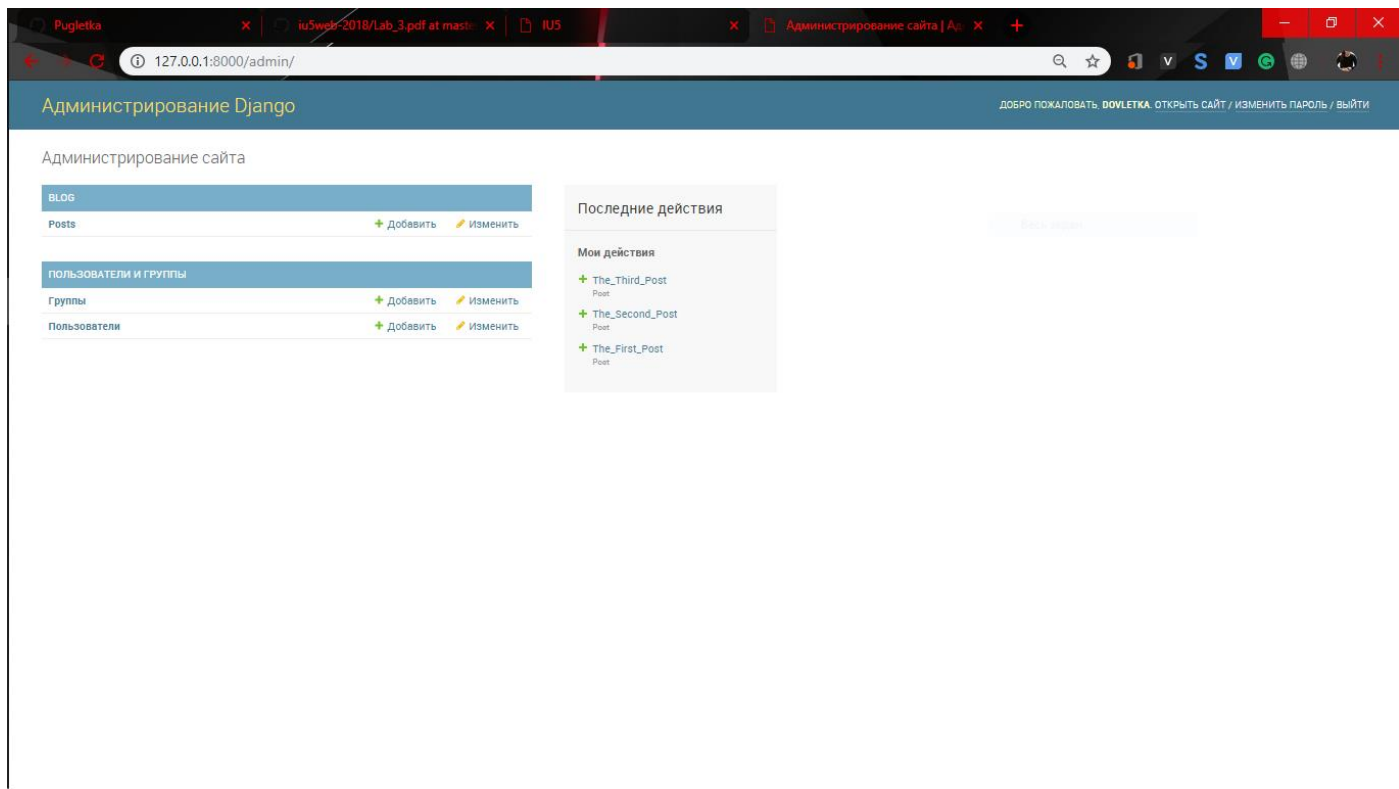 Pugletka
iu5web-2018/Lab_3.pdf at maste
IU5
Администрирование сайта | Ад
127.0.0.1:8000/admin/
Администрирование Django
ДОБРО ПОЖАЛОВАТЬ, DOVLETKA. ОТКРЫТЬ САЙТ / ИЗМЕНИТЬ ПАРОЛЬ / ВЫЙТИ
Администрирование сайта
BLOG
Posts + Добавить Изменить
ПОЛЬЗОВАТЕЛИ И ГРУППЫ
Группы + Добавить Изменить
Пользователи + Добавить Изменить
Последние действия
Мои действия
+ The_Third_Post
Post
+ The_Second_Post
Post
+ The_First_Post
Post